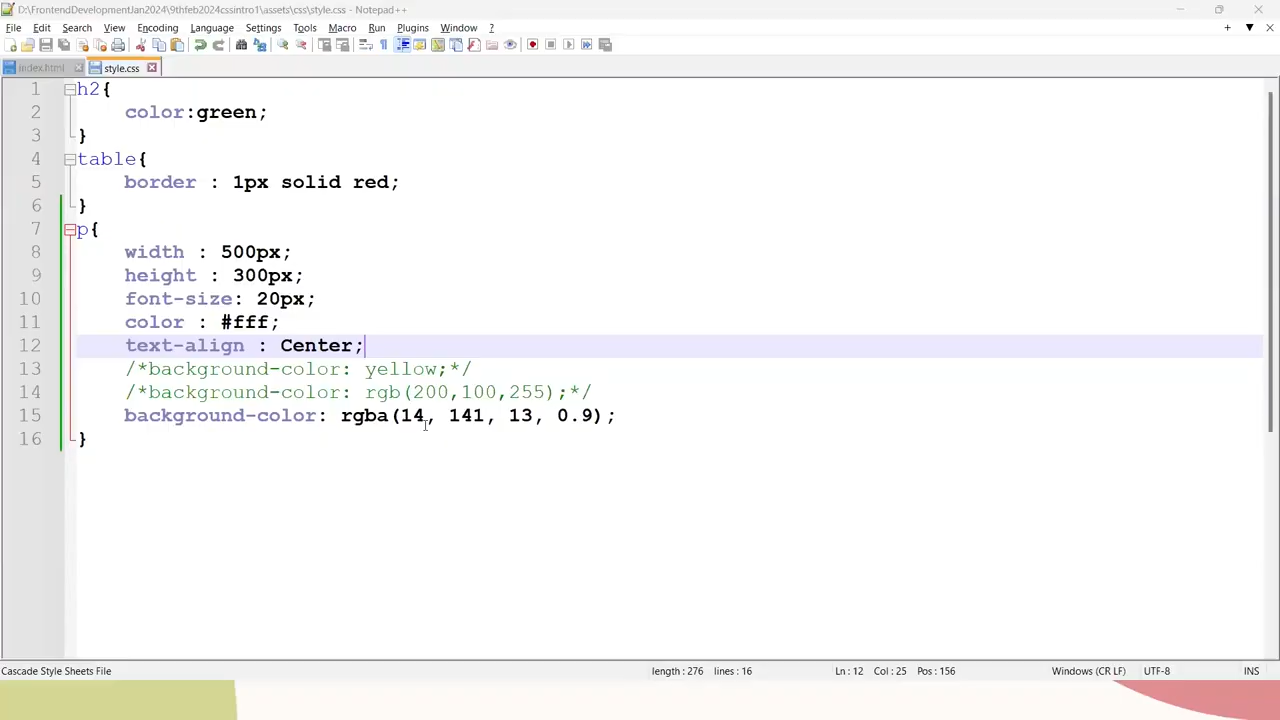 D:\FrontendDevelopmentJan2024\9thfeb2024cssintro1\assets\css\style.css - Notepad++
File Edit Search View Encoding Language Settings Tools Macro Run Plugins Window ?
index.html style.css
1 h2{
2 color:green;
3 }
4 table{
5 border : 1px solid red;
6 }
7 p{
8 width : 500px;
9 height : 300px;
10 font-size: 20px;
11 color : #fff;
12 text-align : Center;
13 /*background-color: yellow;*/
14 /*background-color: rgb(200,100,255);*/
15 background-color: rgba(14, 141, 13, 0.9);
16 }
Cascade Style Sheets File length : 276 lines : 16 Ln : 12 Col : 25 Pos : 156 Windows (CR LF) UTF-8 INS